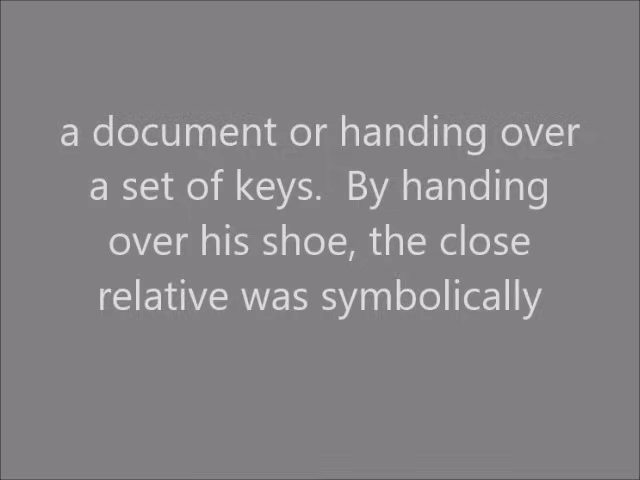 a document or handing over
a set of keys.  By handing
over his shoe, the close
relative was symbolically